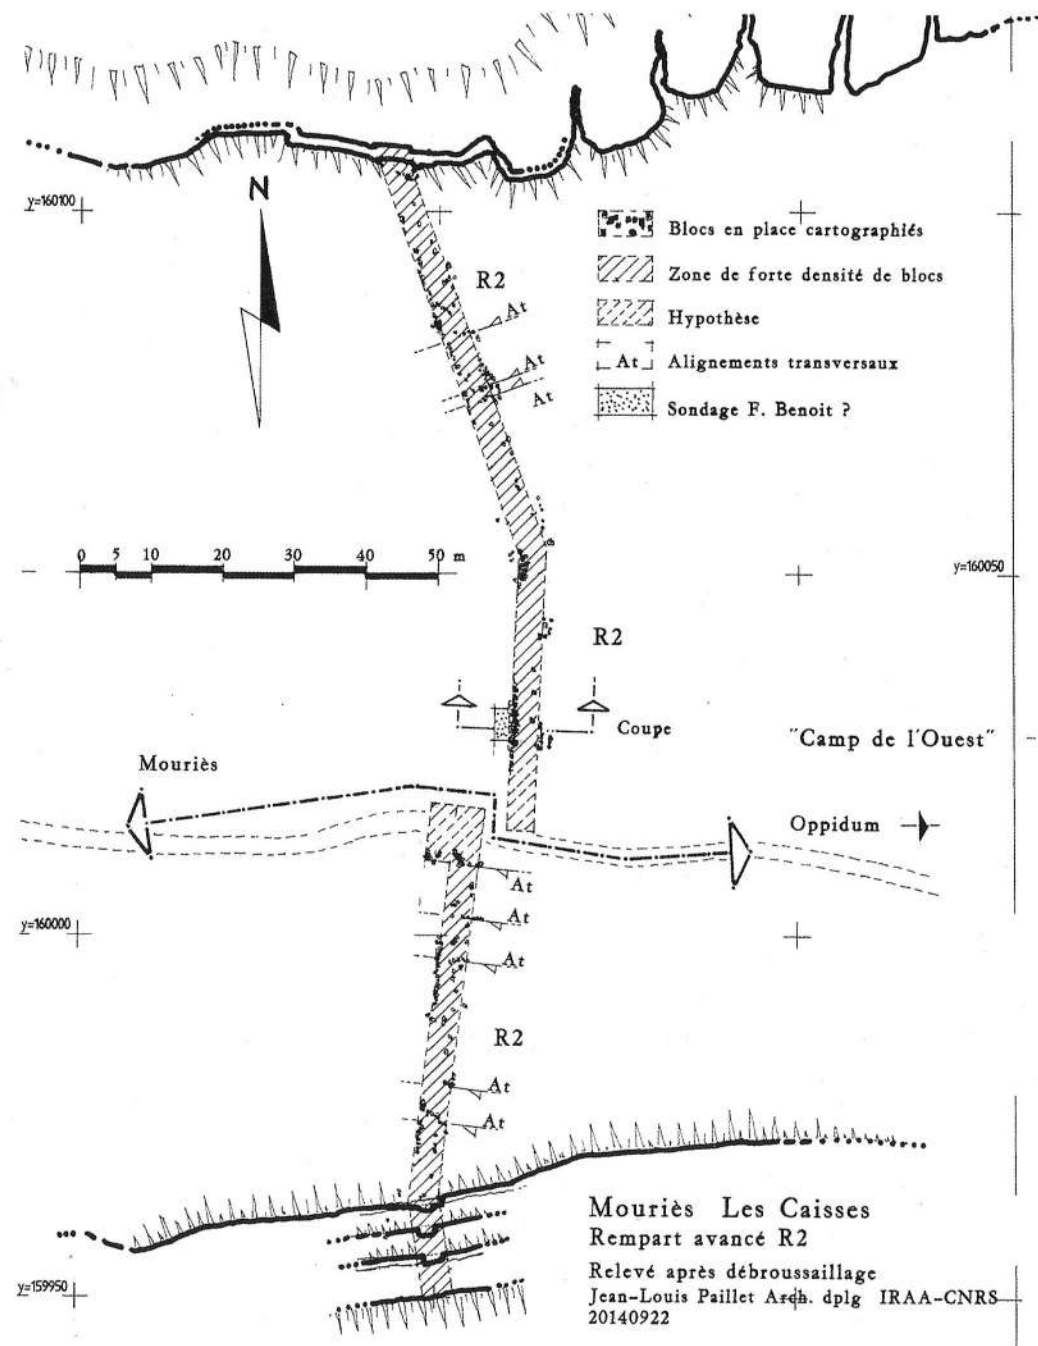 N
y=160100
Blocs en place cartographiés
Zone de forte densité de blocs
Hypothèse
At Alignements transversaux
Sondage F. Benoit ?
R2
At
At
At
0 5 10 20 30 40 50 m
y=160050
R2
Coupe
"Camp de l'Ouest"
Mouriès
Oppidum
At
At
y=160000
At
R2
At
At
Mouriès Les Caisses
Rempart avancé R2
Relevé après débroussaillage
y=159950
Jean-Louis Paillet Arch. dplg IRAA-CNRS
20140922